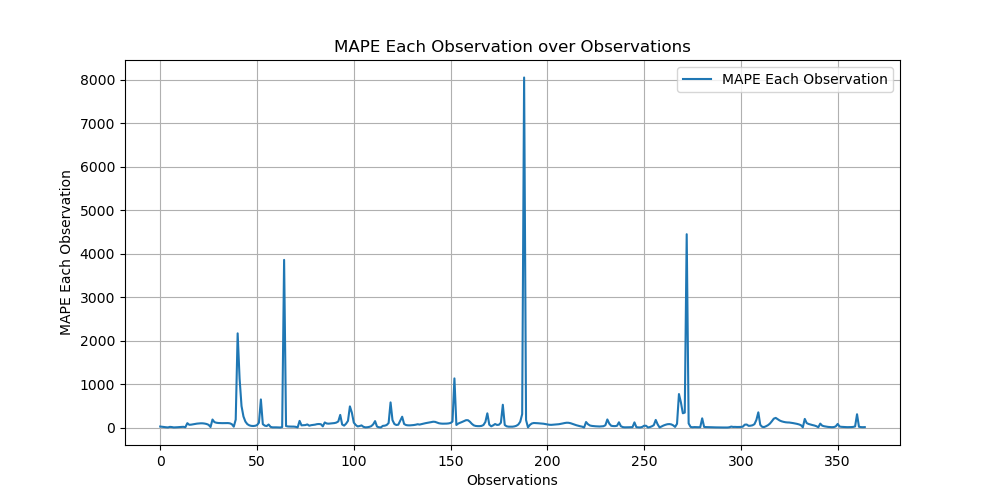 MAPE Each Observation over Observations
MAPE Each Observation
8000
7000
6000
5000
4000
3000
2000
1000
0
MAPE Each Observation
0 50 100 150 200 250 300 350
Observations